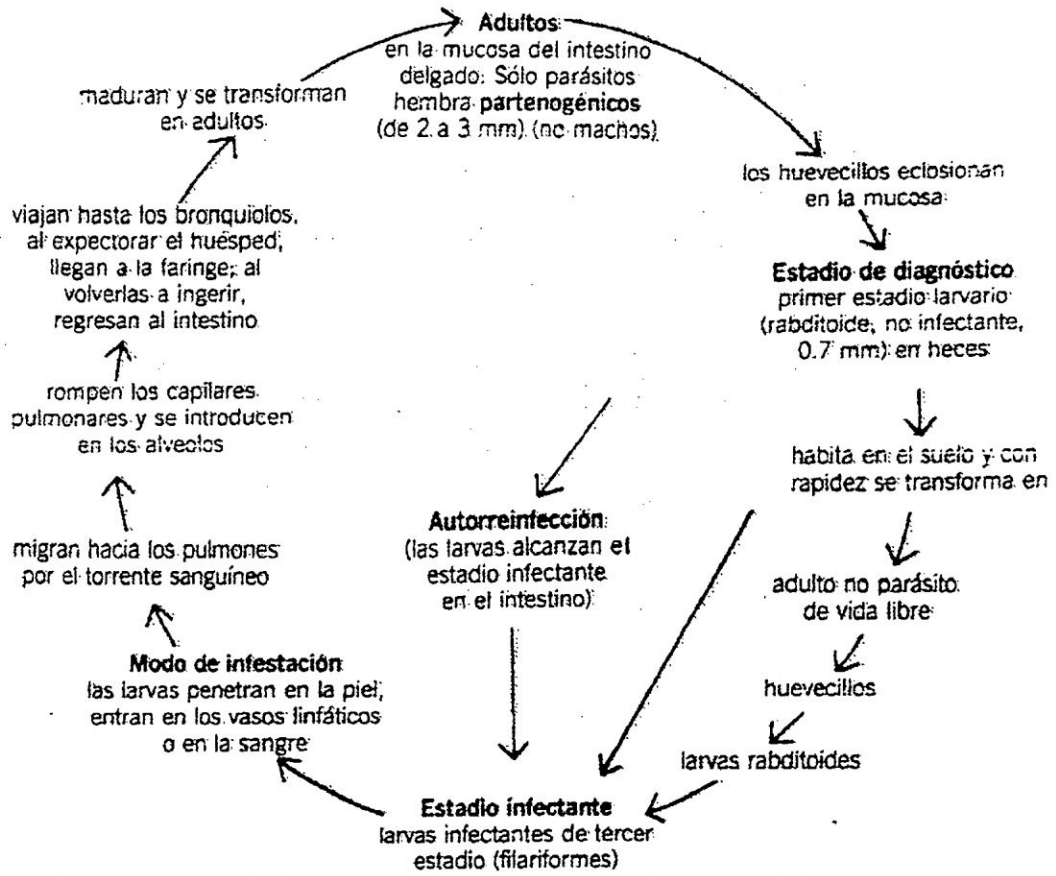 Adultos
en la mucosa del intestino
delgado. Sólo parásitos
hembra partenogénicos
(de 2 a 3 mm) (no machos)
los huevecillos eclosionan
en la mucosa
Estadio de diagnóstico
primer estadio larvario
(rabditoide, no infectante,
0.7 mm) en heces
habita en el suelo y con
rapidez se transforma en
adulto no parásito
de vida libre
huevecillos
larvas rabditoides
Estadio infectante
larvas infectantes de tercer
estadio (filariformes)
Autorreinfección
(las larvas alcanzan el
estadio infectante
en el intestino)
Modo de infestación
las larvas penetran en la piel,
entran en los vasos linfáticos
o en la sangre
migran hacia los pulmones
por el torrente sanguíneo
rompen los capilares
pulmonares y se introducen
en los alveolos
viajan hasta los bronquiolos,
al expectorar el huésped,
llegan a la faringe; al
volverlas a ingerir,
regresan al intestino
maduran y se transforman
en adultos